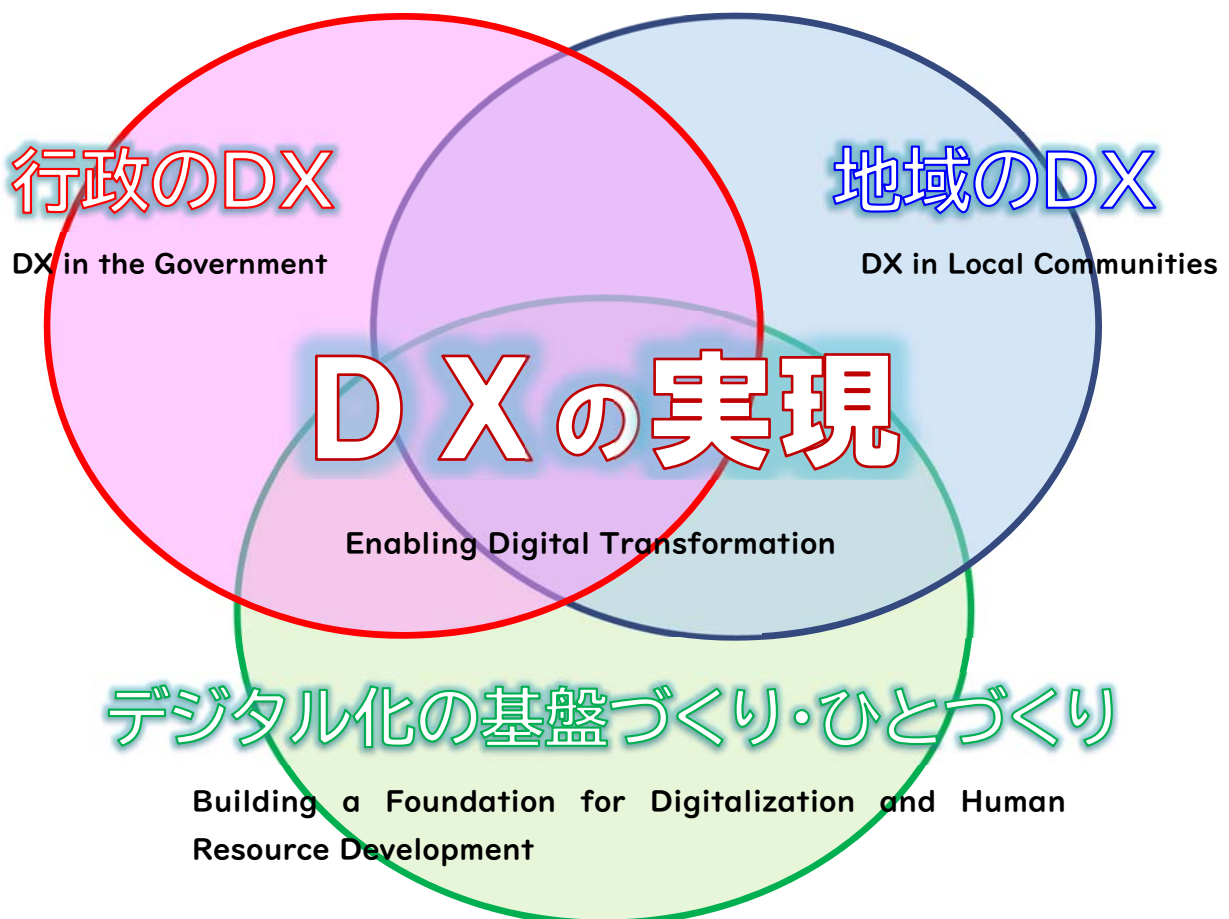 行政のDX
DX in the Government
地域のDX
DX in Local Communities
DXの実現
Enabling Digital Transformation
デジタル化の基盤づくり・ひとづくり
Building a Foundation for Digitalization and Human
Resource Development